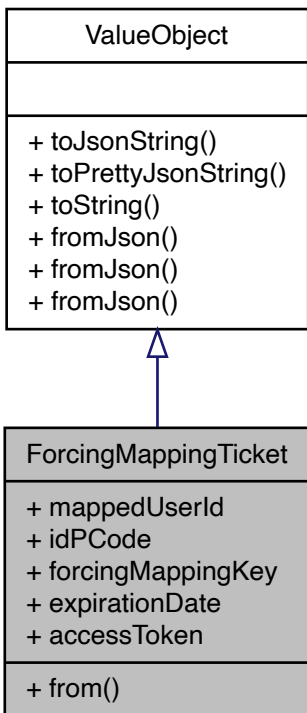 ValueObject
+ toJsonString()
+ toPrettyJsonString()
+ toString()
+ fromJson()
+ fromJson()
+ fromJson()
ForcingMappingTicket
+ mappedUserId
+ idPCode
+ forcingMappingKey
+ expirationDate
+ accessToken
+ from()